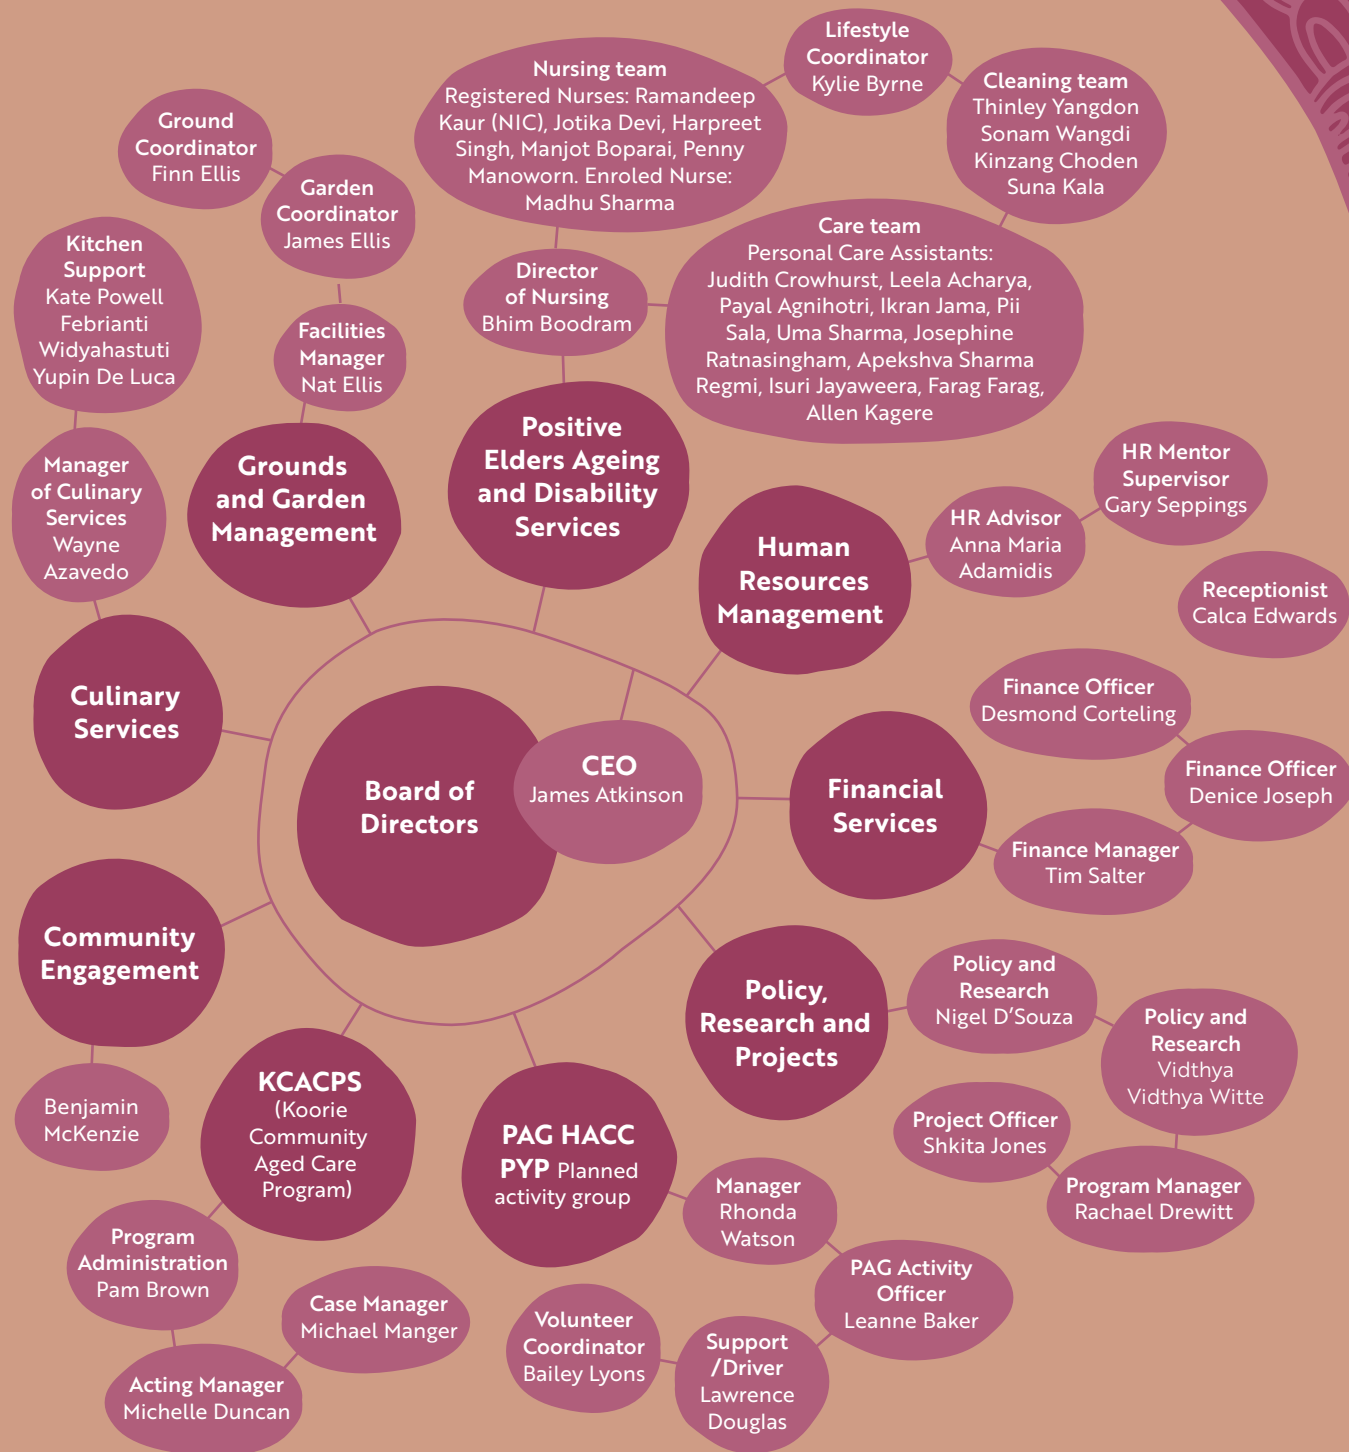 Lifestyle
Coordinator
Kylie Byrne
Nursing team
Registered Nurses: Ramandeep
Kaur (NIC), Jotika Devi, Harpreet
Singh, Manjot Boparai, Penny
Manoworn. Enroled Nurse:
Madhu Sharma
Cleaning team
Thinley Yangdon
Sonam Wangdi
Kinzang Choden
Suna Kala
Ground
Coordinator
Finn Ellis
Garden
Coordinator
James Ellis
Kitchen
Support
Kate Powell
Febrianti
Widyahastuti
Yupin De Luca
Director
of Nursing
Bhim Boodram
Care team
Personal Care Assistants:
Judith Crowhurst, Leela Acharya,
Payal Agnihotri, Ikran Jama, Pii
Sala, Uma Sharma, Josephine
Ratnasingham, Apekshva Sharma
Regmi, Isuri Jayaweera, Farag Farag,
Allen Kagere
Facilities
Manager
Nat Ellis
Manager
of Culinary
Services
Wayne
Azavedo
Grounds
and Garden
Management
Positive
Elders Ageing
and Disability
Services
Human
Resources
Management
HR Advisor
Anna Maria
Adamidis
HR Mentor
Supervisor
Gary Seppings
Receptionist
Calca Edwards
Culinary
Services
Board of
Directors
CEO
James Atkinson
Financial
Services
Finance Officer
Desmond Corteling
Finance Officer
Denice Joseph
Finance Manager
Tim Salter
Community
Engagement
Benjamin
McKenzie
KCACPS
(Koorie
Community
Aged Care
Program)
PAG HACC
PYP Planned
activity group
Policy,
Research and
Projects
Policy and
Research
Nigel D’Souza
Policy and
Research
Vidthya
Vidthya Witte
Project Officer
Shkita Jones
Program Manager
Rachael Drewitt
Manager
Rhonda
Watson
PAG Activity
Officer
Leanne Baker
Support
/Driver
Lawrence
Douglas
Volunteer
Coordinator
Bailey Lyons
Program
Administration
Pam Brown
Case Manager
Michael Manger
Acting Manager
Michelle Duncan